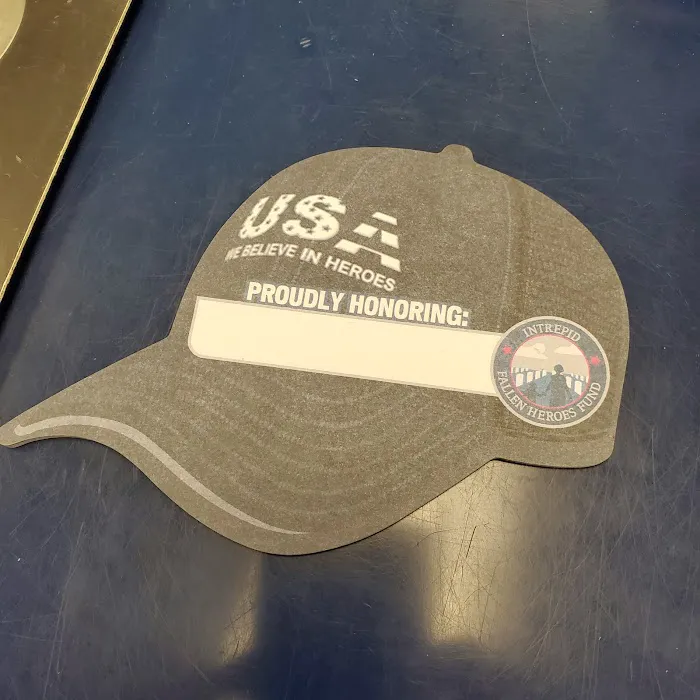 USA
WE BELIEVE IN HEROES
PROUDLY HONORING:
INTREPID
FALLEN HEROES FUND